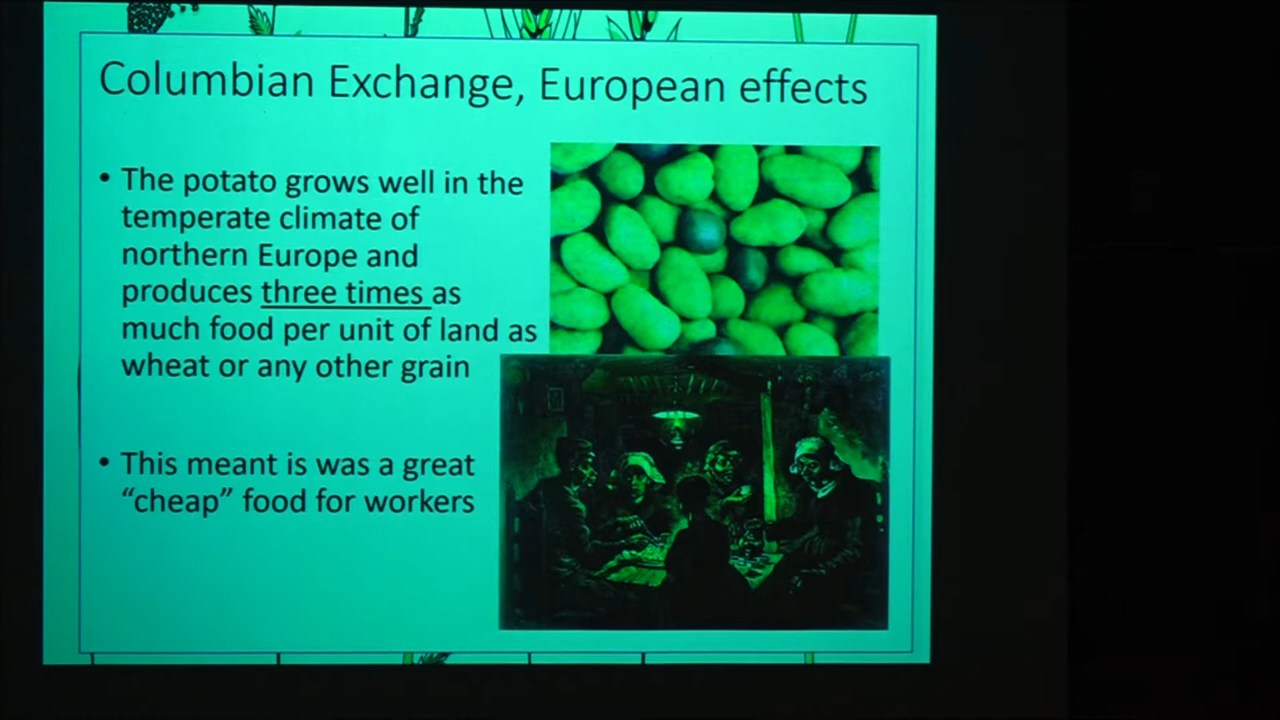 Columbian Exchange, European effects
• The potato grows well in the
temperate climate of
northern Europe and
produces three times as
much food per unit of land as
wheat or any other grain
• This meant is was a great
“cheap” food for workers